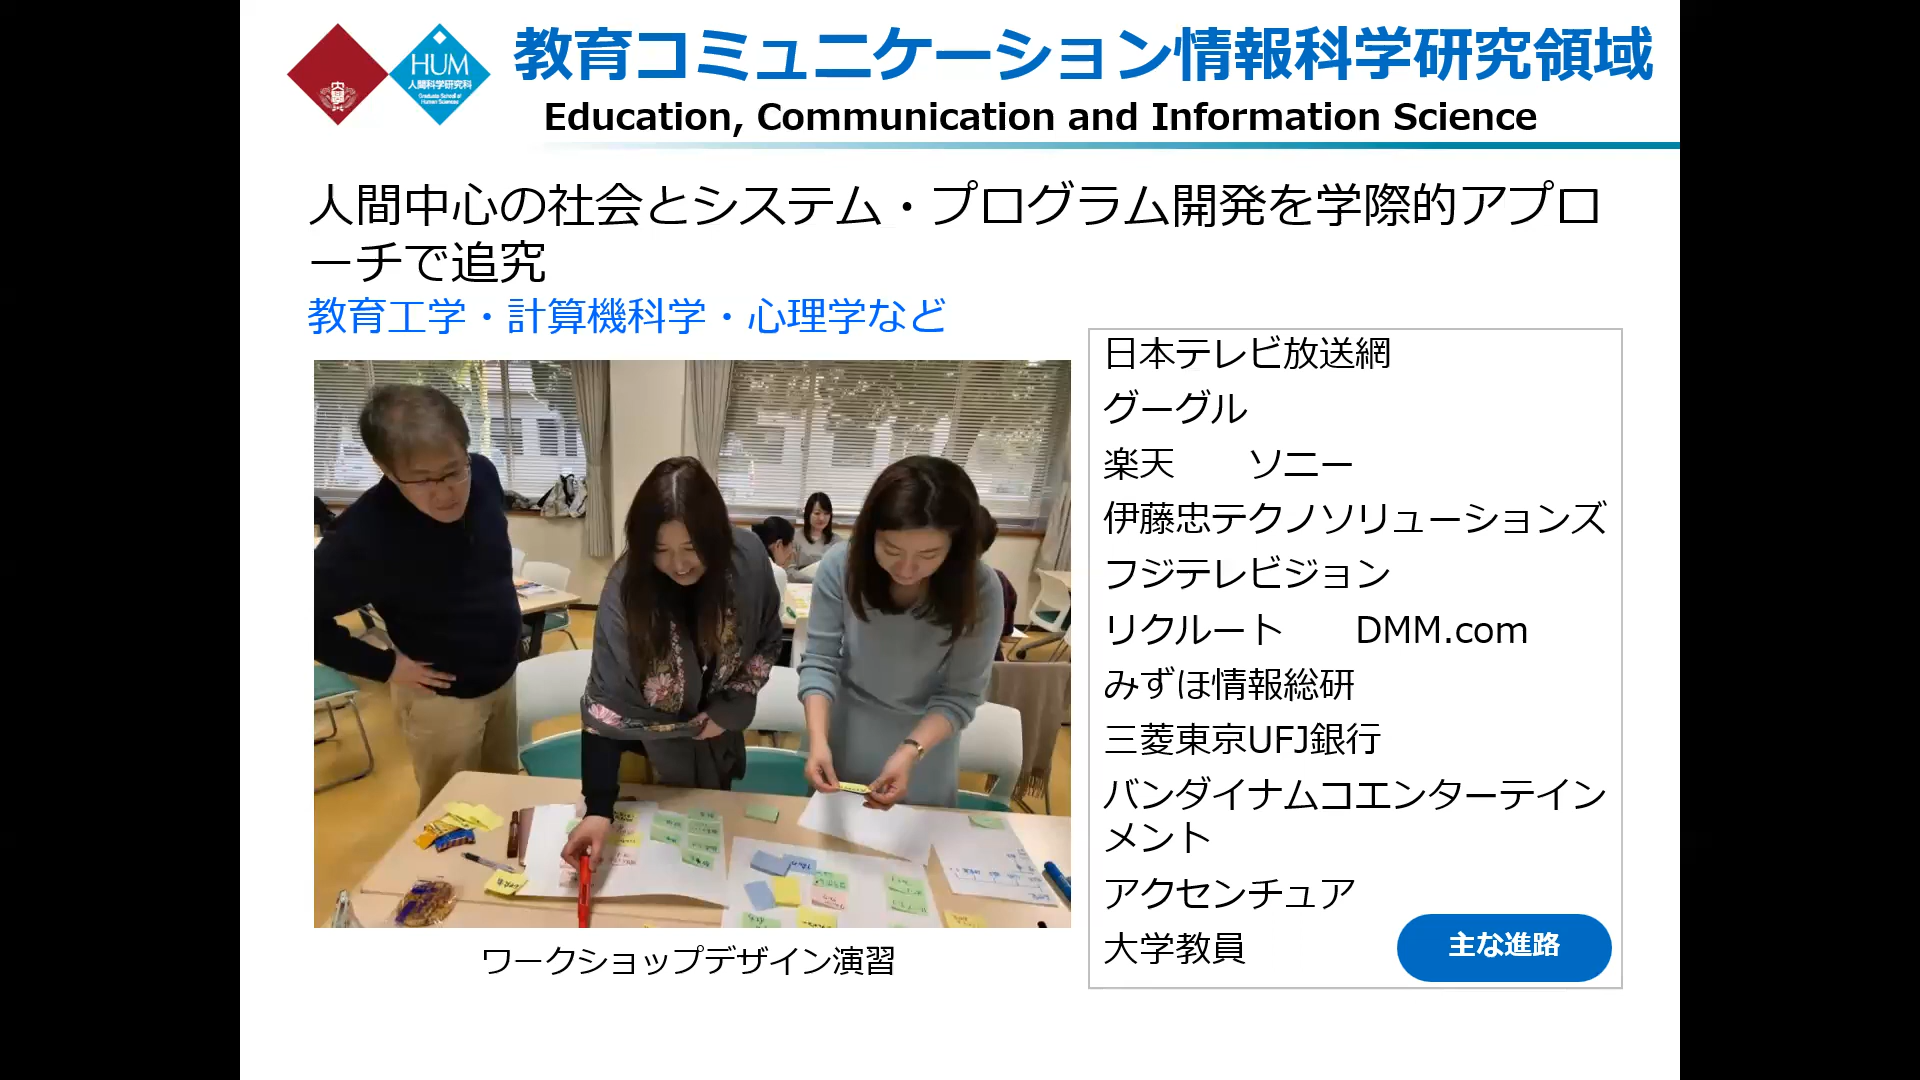 HUM
人間科学研究科
Graduate School of
Human Sciences
教育コミュニケーション情報科学研究領域
Education, Communication and Information Science
人間中心の社会とシステム・プログラム開発を学際的アプロ
ーチで追究
教育工学・計算機科学・心理学など
ワークショップデザイン演習
日本テレビ放送網
グーグル
楽天　　ソニー
伊藤忠テクノソリューションズ
フジテレビジョン
リクルート　　DMM.com
みずほ情報総研
三菱東京UFJ銀行
バンダイナムコエンターテイン
メント
アクセンチュア
大学教員
主な進路